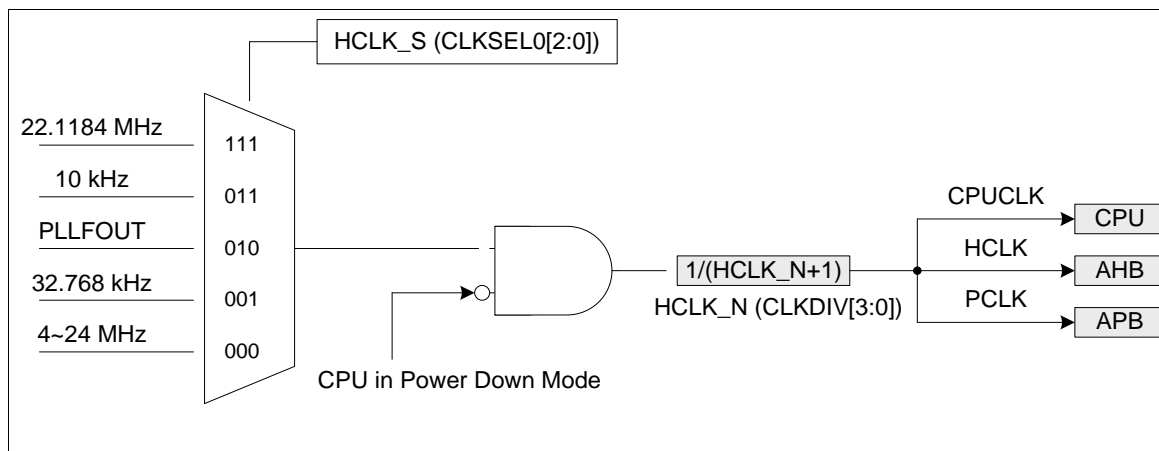 HCLK_S (CLKSEL0[2:0])
22.1184 MHz
111
10 kHz
011
PLLFOUT
010
32.768 kHz
001
4~24 MHz
000
CPU in Power Down Mode
1/(HCLK_N+1)
HCLK_N (CLKDIV[3:0])
CPUCLK
CPU
HCLK
AHB
PCLK
APB